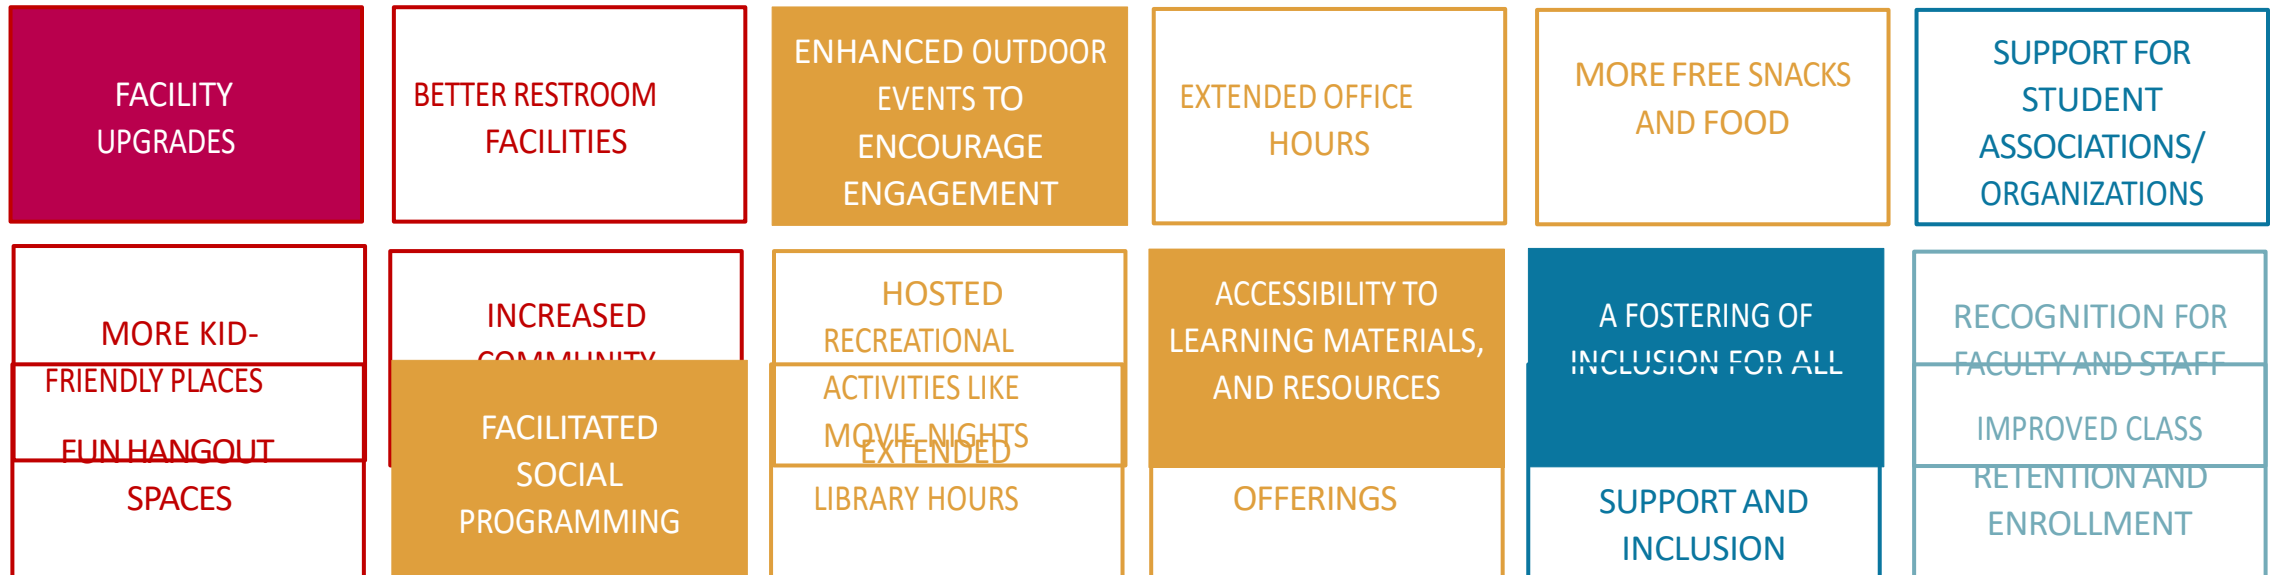 FACILITY
UPGRADES
BETTER RESTROOM
FACILITIES
ENHANCED OUTDOOR
EVENTS TO
ENCOURAGE
ENGAGEMENT
EXTENDED OFFICE
HOURS
MORE FREE SNACKS
AND FOOD
SUPPORT FOR
STUDENT
ASSOCIATIONS/
ORGANIZATIONS
MORE KID-
FRIENDLY PLACES
INCREASED
COMMUNITY
HOSTED
RECREATIONAL
ACTIVITIES LIKE
MOVIE NIGHTS
ACCESSIBILITY TO
LEARNING MATERIALS,
AND RESOURCES
A FOSTERING OF
INCLUSION FOR ALL
RECOGNITION FOR
FACULTY AND STAFF
FUN HANGOUT
SPACES
FACILITATED
SOCIAL
PROGRAMMING
EXTENDED
LIBRARY HOURS
OFFERINGS
SUPPORT AND
INCLUSION
IMPROVED CLASS
RETENTION AND
ENROLLMENT